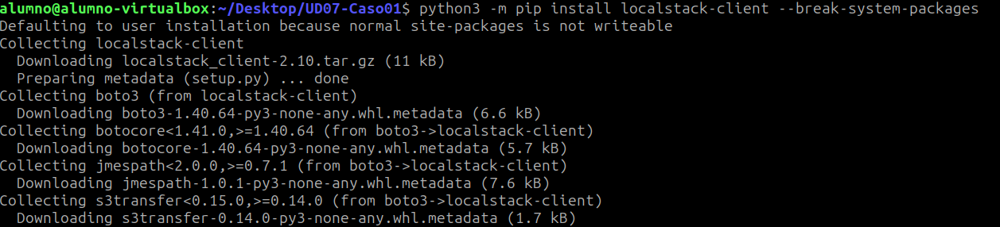 alumno@alumno-virtualbox:~/Desktop/UD07-Caso01$ python3 -m pip install localstack-client --break-system-packages
Defaulting to user installation because normal site-packages is not writeable
Collecting localstack-client
  Downloading localstack_client-2.10.tar.gz (11 kB)
  Preparing metadata (setup.py) ... done
Collecting boto3 (from localstack-client)
  Downloading boto3-1.40.64-py3-none-any.whl.metadata (6.6 kB)
Collecting botocore<1.41.0,>=1.40.64 (from boto3->localstack-client)
  Downloading botocore-1.40.64-py3-none-any.whl.metadata (5.7 kB)
Collecting jmespath<2.0.0,>=0.7.1 (from boto3->localstack-client)
  Downloading jmespath-1.0.1-py3-none-any.whl.metadata (7.6 kB)
Collecting s3transfer<0.15.0,>=0.14.0 (from boto3->localstack-client)
  Downloading s3transfer-0.14.0-py3-none-any.whl.metadata (1.7 kB)